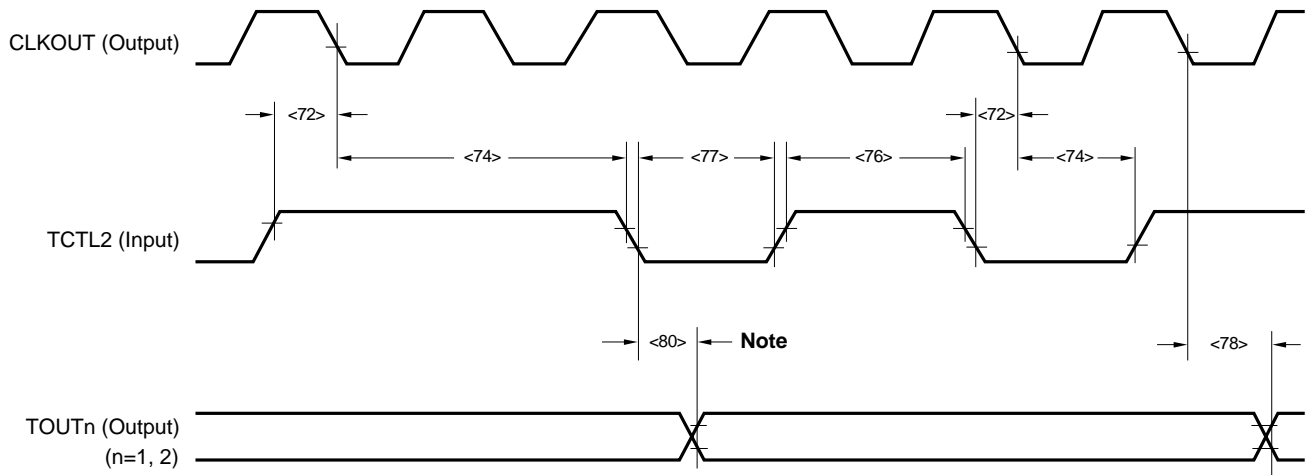 CLKOUT (Output)
<72>
<72>
<74>
<77>
<76>
<74>
TCTL2 (Input)
<80>
Note
<78>
TOUTn (Output)
(n=1, 2)